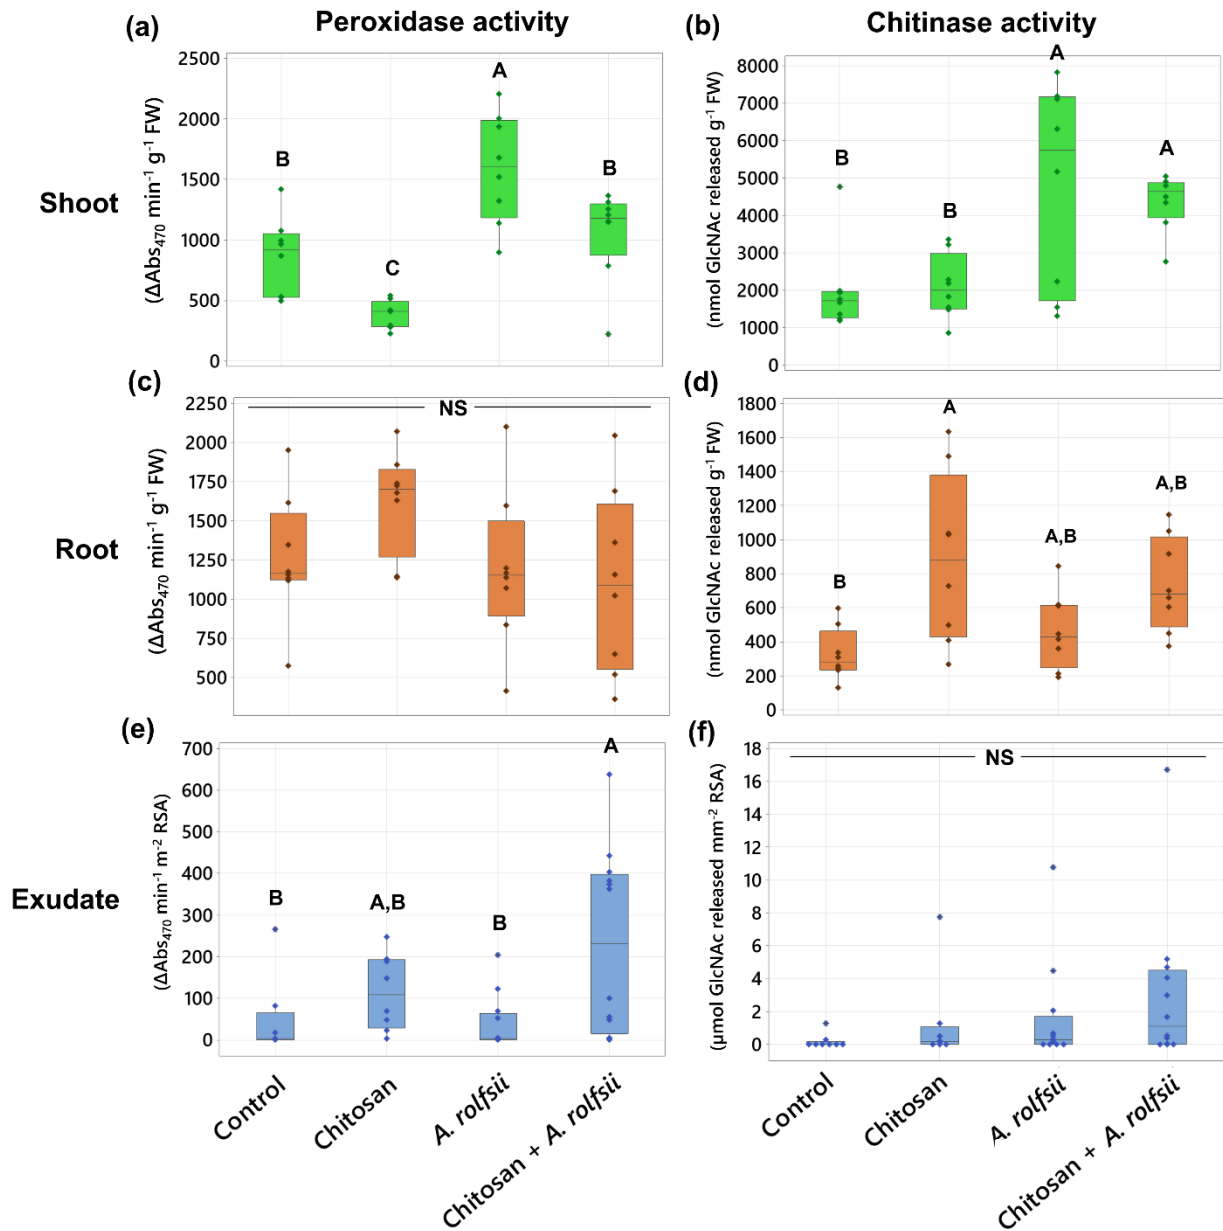 (a) Peroxidase activity
(b) Chitinase activity
Shoot
(ΔAbs₄₇₀ min⁻¹ g⁻¹ FW)
2500
2000
1500
1000
500
0
B
C
A
B
(nmol GlcNAc released g⁻¹ FW)
8000
7000
6000
5000
4000
3000
2000
1000
0
B
B
A
A
(c)
(d)
Root
(ΔAbs₄₇₀ min⁻¹ g⁻¹ FW)
2250
2000
1750
1500
1250
1000
750
500
NS
(nmol GlcNAc released g⁻¹ FW)
1800
1600
1400
1200
1000
800
600
400
200
0
B
A
A,B
A,B
(e)
(f)
Exudate
(ΔAbs₄₇₀ min⁻¹ m⁻² RSA)
700
600
500
400
300
200
100
0
B
A,B
B
A
(μmol GlcNAc released mm⁻² RSA)
18
16
14
12
10
8
6
4
2
0
NS
Control
Chitosan
A. rolfsii
Chitosan + A. rolfsii
Control
Chitosan
A. rolfsii
Chitosan + A. rolfsii